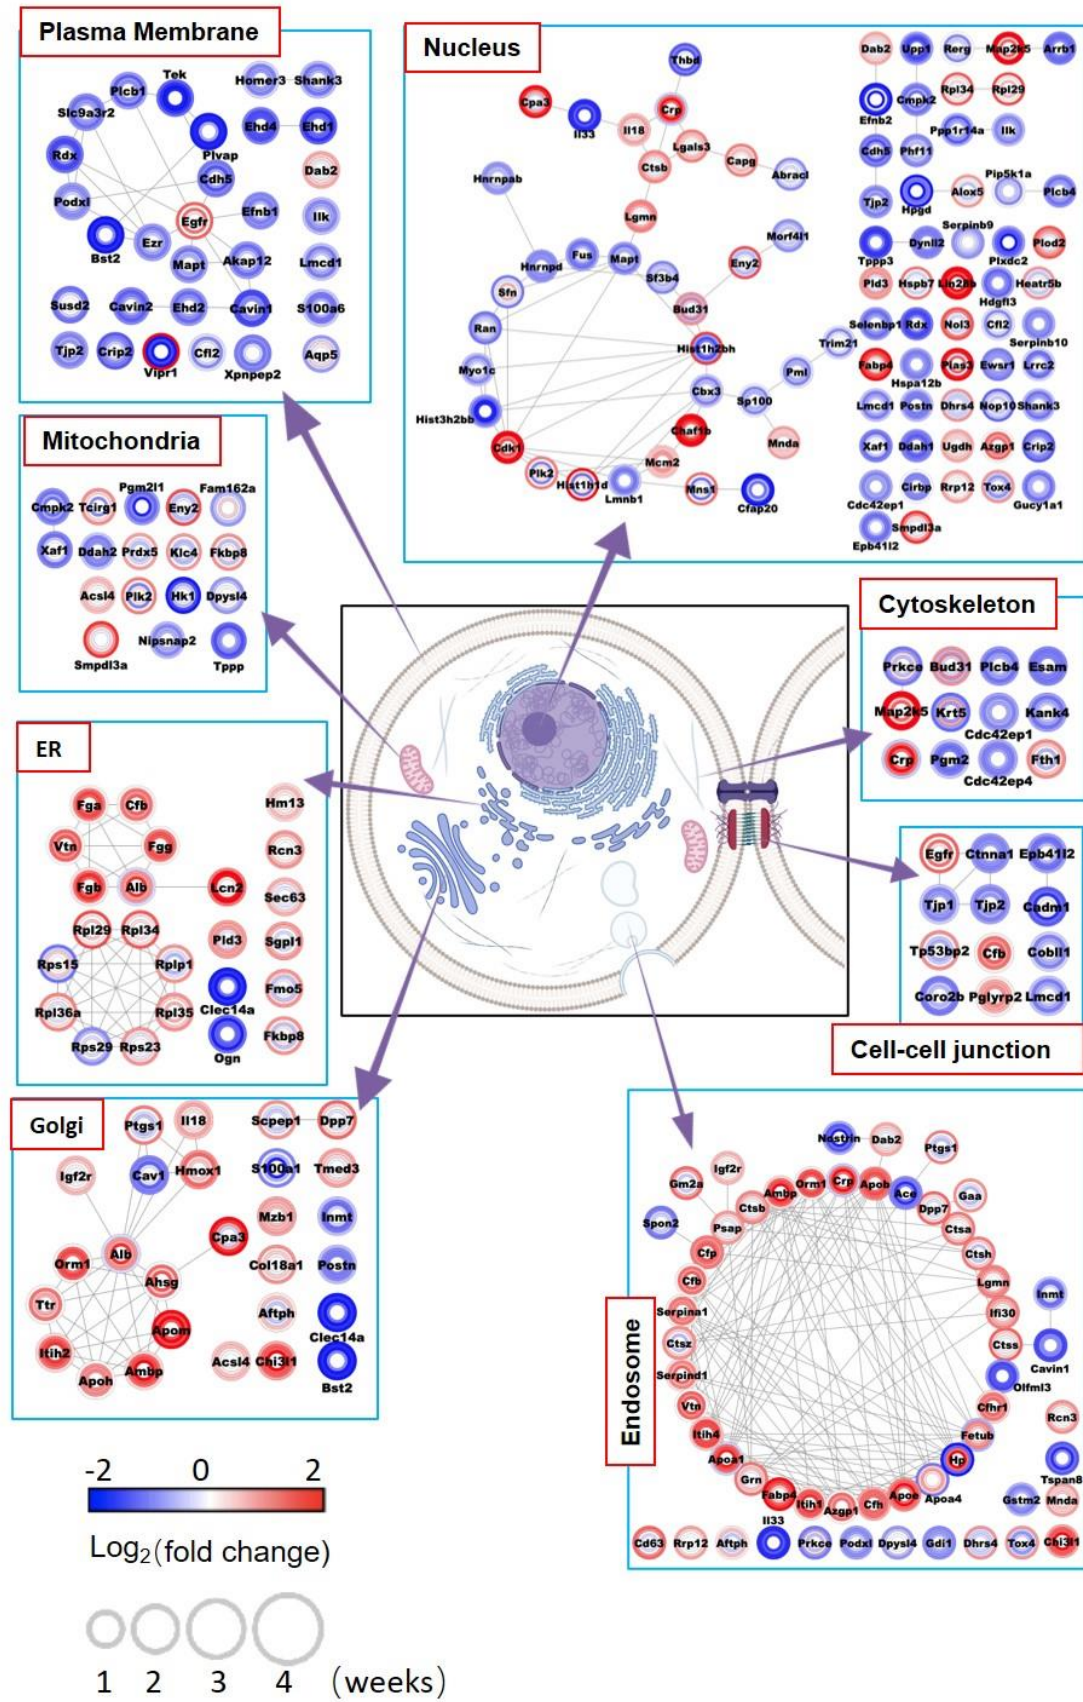 Plasma Membrane
Tek
Plcb1
Homer3 Shank3
Slc9a3r2
Ehd4 Ehd1
Rdx
Plvap
Cdh5
Dab2
Podxl
Egfr
Efnb1
Ilk
Bst2
Ezr
Mapt Akap12
Lmcd1
Susd2 Cavin2 Ehd2 Cavin1 S100a6
Tjp2 Crip2 Vipr1 Cfl2 Xpnpep2 Aqp5
Nucleus
Thbd
Cpa3
Il33
Il18
Crp
Lgals3
Capg
Ctsb
Abracl
Hnrnpab
Lgmn
Morf4l1
Fus Mapt
Hnrnpd
Eny2
Sf3b4
Sfn
Bud31
Ran
Hist1h2bh
Trim21
Myo1c
Pml
Cbx3
Sp100
Hist3h2bb
Chaf1b
Mnda
Cdk1
Mcm2
Plk2
Hist1h1d
Lmnb1
Mns1
Cfap20
Dab2 Upp1 Rerg Map2k5 Arrb1
Efnb2 Cmpk2 Rpl34 Rpl29
Ppp1r14a Ilk
Cdh5 Phf11
Pip5k1a
Tjp2 Hpgd Alox5 Plcb4
Serpinb9
Tppp3 Dynll2 Plxdc2 Plod2
Pld3 Hspb7 Lin28b Hdgfl3 Heatr5b
Selenbp1 Rdx Nol3 Cfl2 Serpinb10
Fabp4 Hspa12b Plas3 Ewsr1 Lrrc2
Lmcd1 Postn Dhrs4 Nop10 Shank3
Xaf1 Ddah1 Ugdh Azgp1 Crip2
Cdc42ep1 Cirbp Rrp12 Tox4 Gucy1a1
Epb41l2 Smpdl3a
Mitochondria
Cmpk2 Tcirg1 Pgm2l1 Eny2 Fam162a
Xaf1 Ddah2 Prdx5 Klc4 Fkbp8
Acsl4 Plk2 Hk1 Dpysl4
Smpdl3a Nipsnap2 Tppp
Cytoskeleton
Prkce Bud31 Plcb4 Esam
Map2k5 Krt5 Cdc42ep1 Kank4
Crp Pgm2 Cdc42ep4 Fth1
ER
Fga Cfb
Hm13
Vtn Fgg
Rcn3
Fgb Alb Lcn2
Sec63
Rpl29 Rpl34
Pld3 Sgpl1
Rps15 Rplp1
Clec14a Fmo5
Rpl36a Rpl35
Rps29 Rps23
Ogn Fkbp8
Egfr Ctnna1 Epb41l2
Tjp1 Tjp2 Cadm1
Tp53bp2 Cfb Cobll1
Coro2b Pglyrp2 Lmcd1
Cell-cell junction
Golgi
Ptgs1 Il18 Scpep1 Dpp7
Igf2r Cav1 Hmox1 S100a1 Tmed3
Mzb1 Inmt
Alb Cpa3
Orm1 Ahsg Col18a1 Postn
Ttr
Apom Aftph Clec14a
Itih2
Apoh Ambp Acsl4 Chi3l1 Bst2
Endosome
Nostrin Dab2 Ptgs1
Gm2a Igf2r
Spon2
Psap Ctsb Ambp Orm1 Crp Apob Ace Dpp7 Gaa
Ctsa
Cfp Ctsh
Cfb Lgmn Inmt
Serpina1 Ifi30
Ctsz Ctss Cavin1
Serpind1 Olfml3
Vtn Cfhr1 Rcn3
Itih4 Fetub
Apoa1 Hp Tspan8
Grn Apoa4
Fabp4 Itih1 Azgp1 Cfh Apoe Gstm2 Mnda
Cd63 Rrp12 Aftph Il33 Prkce Podxl Dpysl4 Gdi1 Dhrs4 Tox4 Chi3l1
-2 0 2
Log2(fold change)
1 2 3 4 (weeks)